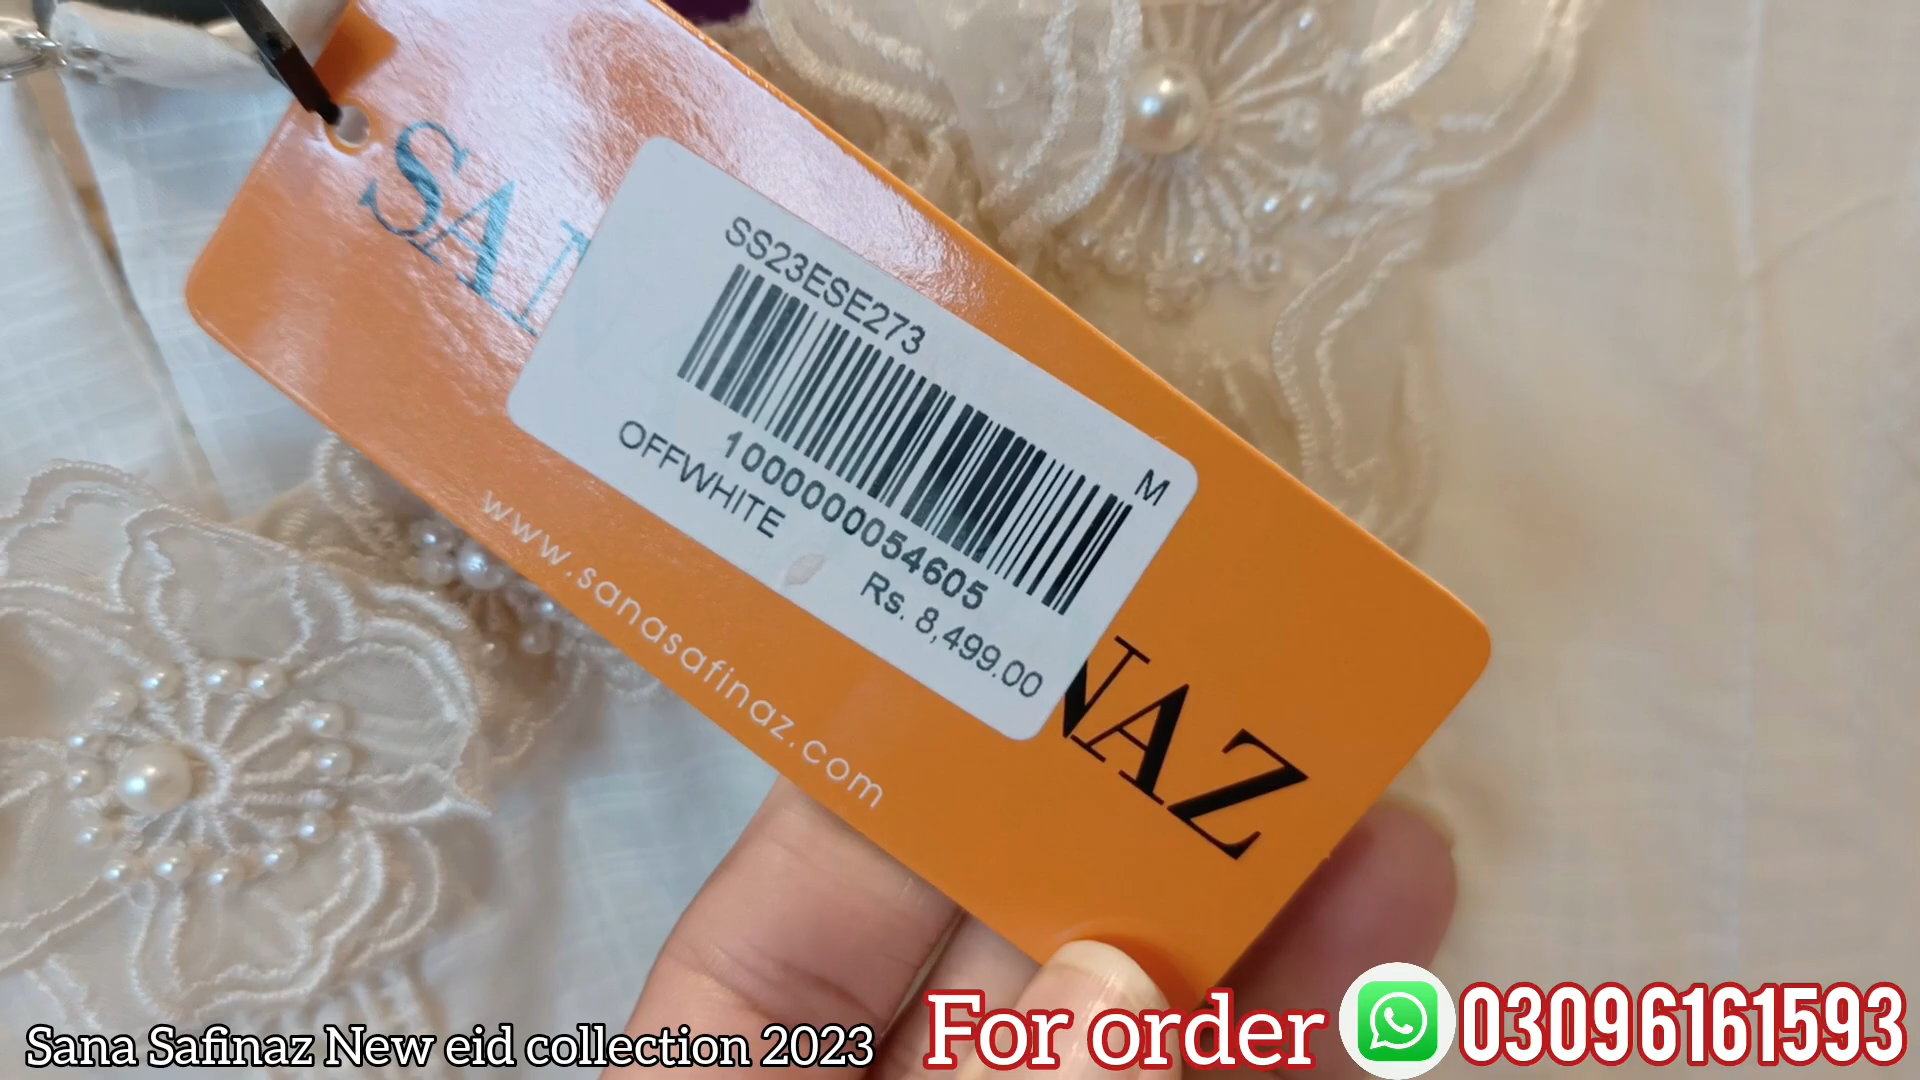 SAN
NAZ
SS23ESE273
M
1000000054605
OFFWHITE
Rs. 8,499.00
www.sanasafinaz.com
Sana Safinaz New eid collection 2023
For order 03096161593